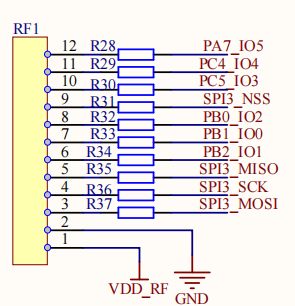 RF1
12 R28 PA7_IO5
11 R29 PC4_IO4
10 R30 PC5_IO3
9 R31 SPI3_NSS
8 R32 PB0_IO2
7 R33 PB1_IO0
6 R34 PB2_IO1
5 R35 SPI3_MISO
4 R36 SPI3_SCK
3 R37 SPI3_MOSI
2
1
VDD_RF
GND